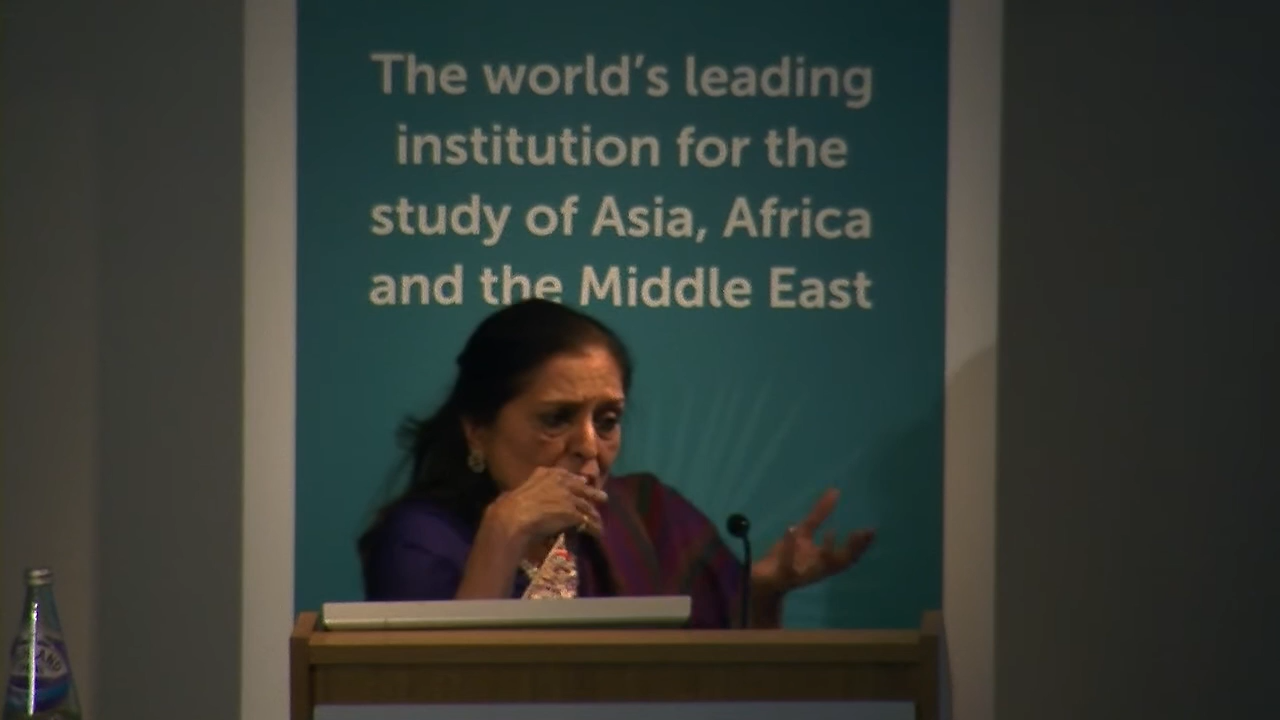 The world's leading
institution for the
study of Asia, Africa
and the Middle East